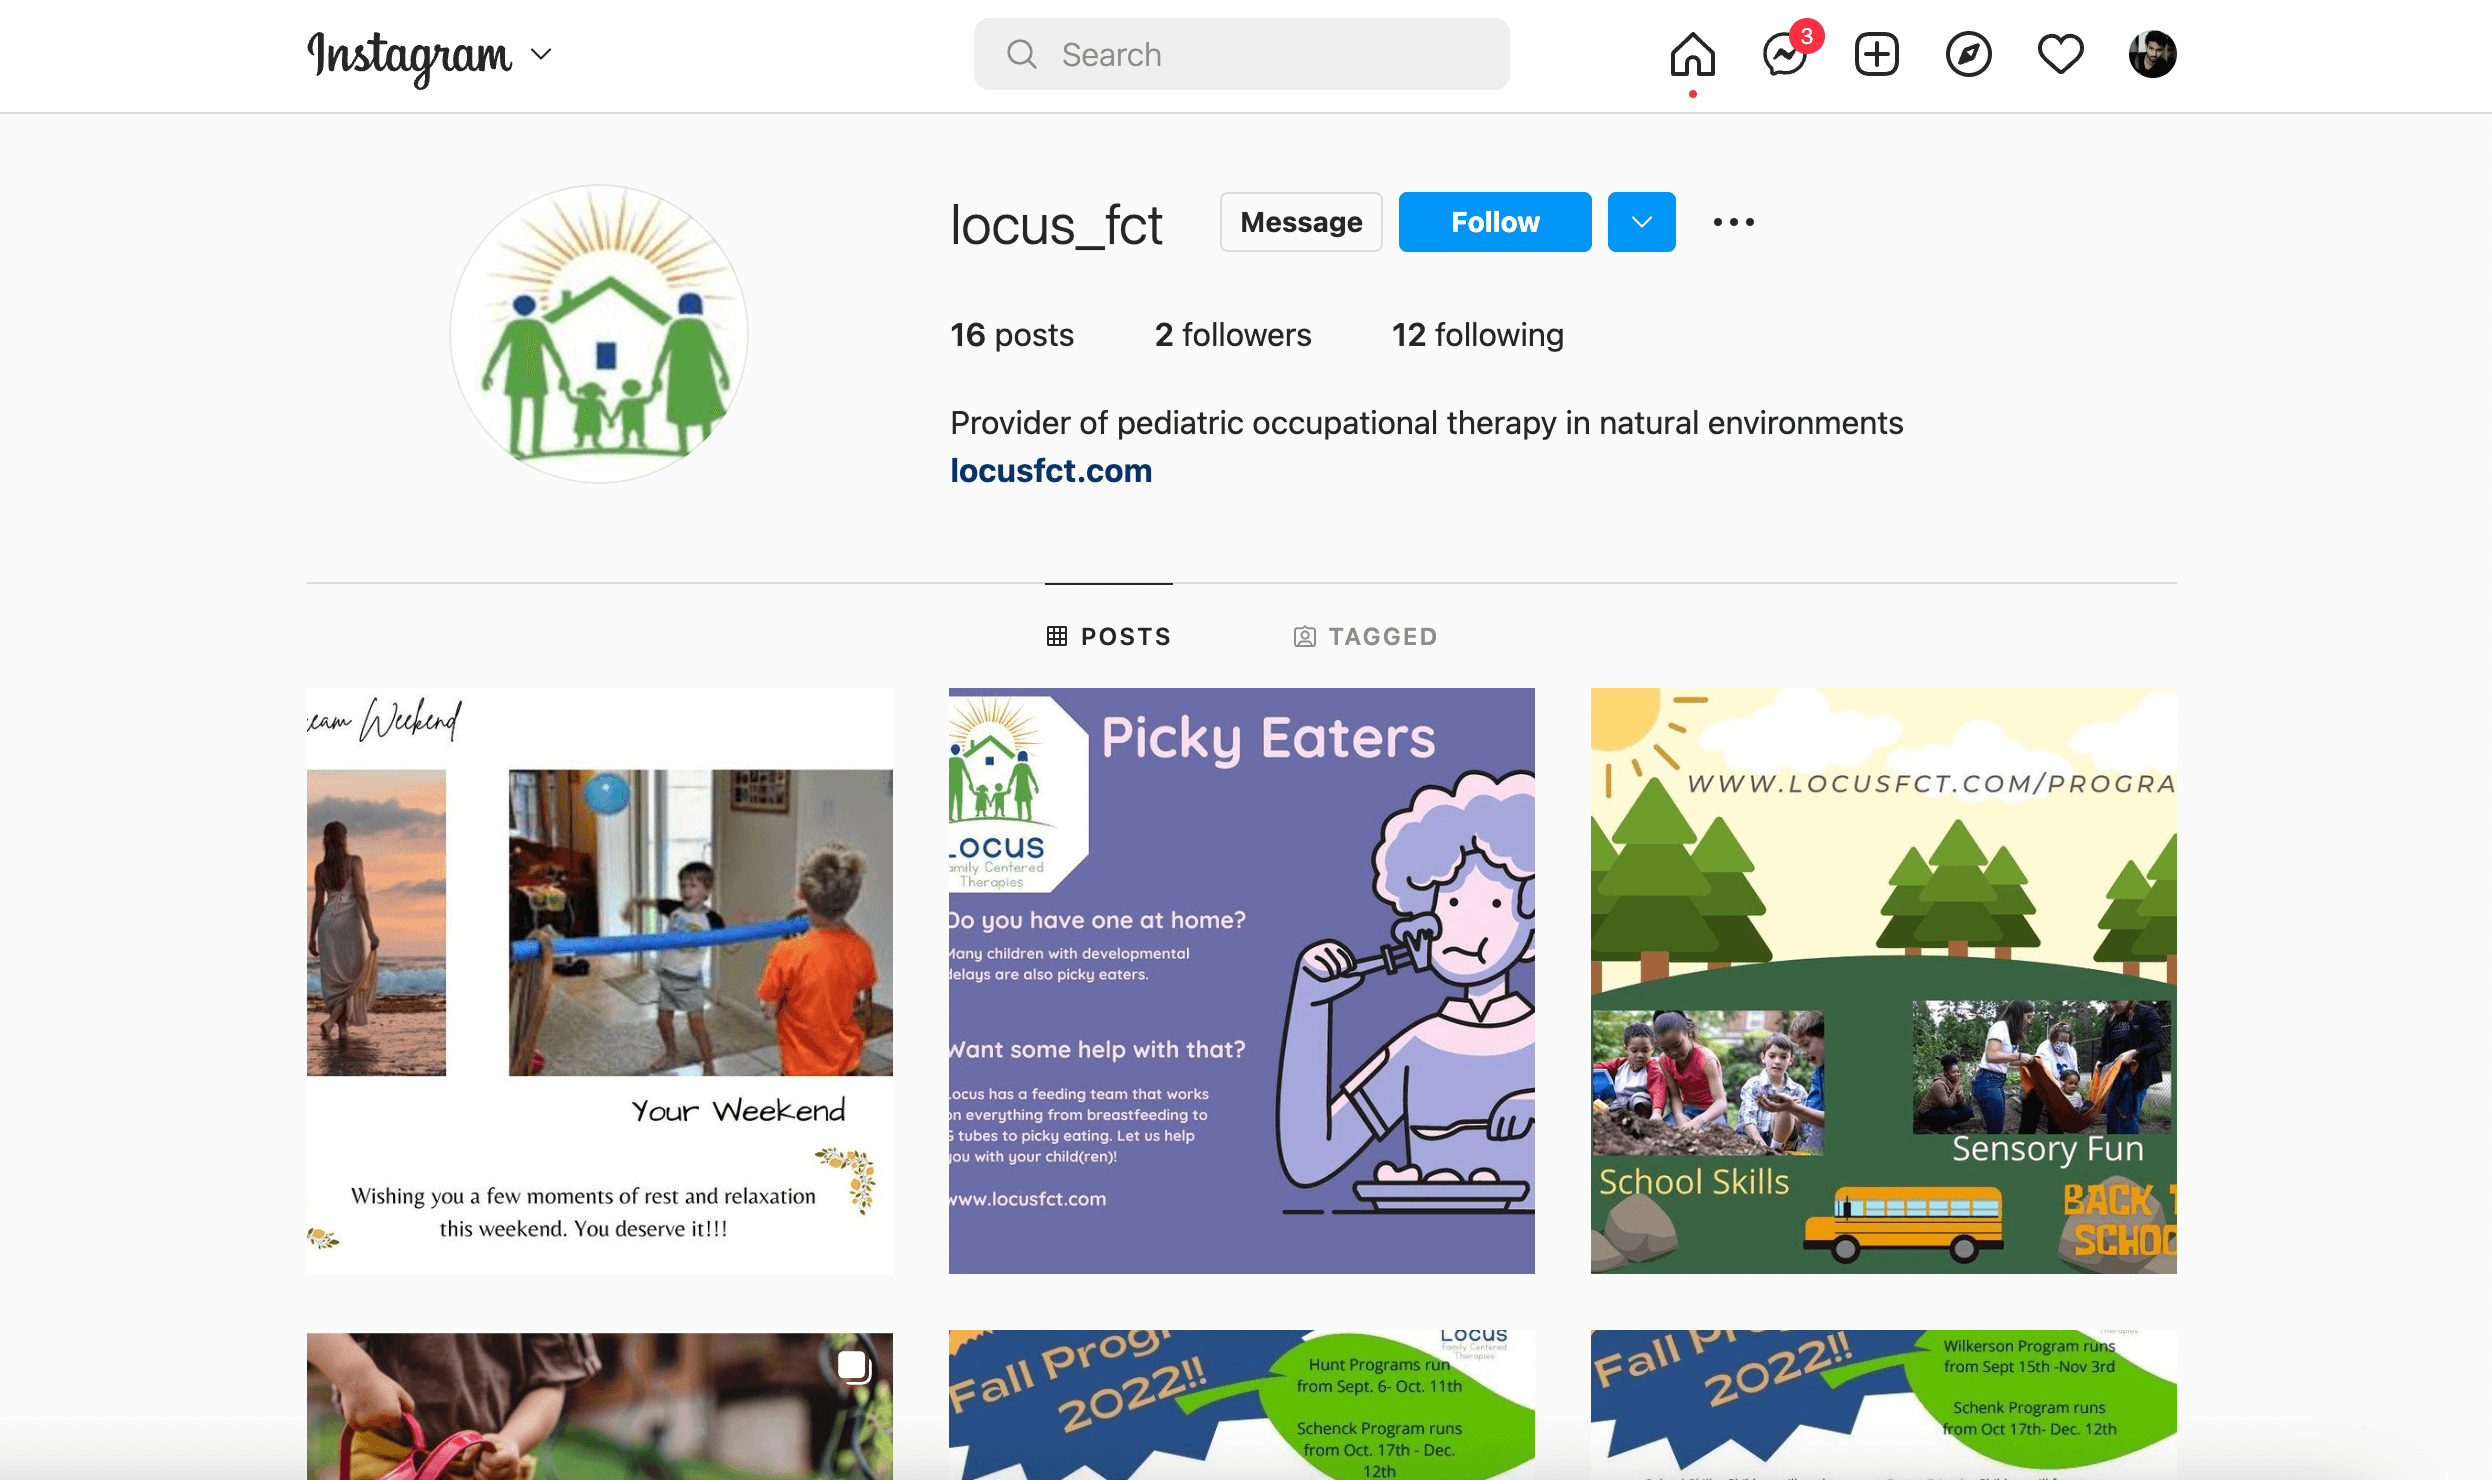 Instagram
Search
3
locus_fct
Message
Follow
16 posts
2 followers
12 following
Provider of pediatric occupational therapy in natural environments
locusfct.com
POSTS
TAGGED
eam Weekend
Your Weekend
Wishing you a few moments of rest and relaxation
this weekend. You deserve it!!!
Picky Eaters
LOCUS
amily Centered
Therapies
Do you have one at home?
Many children with developmental
delays are also picky eaters.
Want some help with that?
Locus has a feeding team that works
on everything from breastfeeding to
G tubes to picky eating. Let us help
you with your child(ren)!
www.locusfct.com
WWW.LOCUSFCT.COM/PROGRA
School Skills
Sensory Fun
BACK T
SCHOO
Fall Progr
2022!!
LOCUS
Family Centered
Therapies
Hunt Programs run
from Sept. 6- Oct. 11th
Schenck Program runs
from Oct. 17th - Dec.
12th
Fall Pro
2022!!
Therapies
Wilkerson Program runs
from Sept 15th -Nov 3rd
Schenk Program runs
from Oct 17th- Dec. 12th